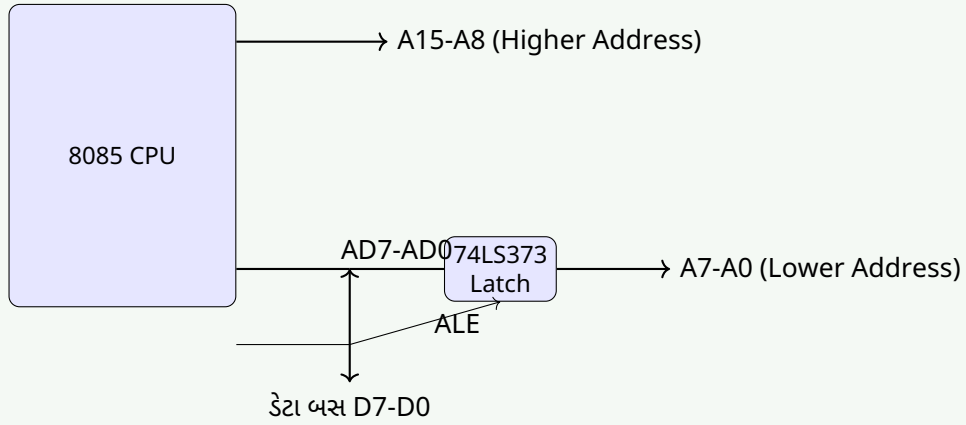 A15-A8 (Higher Address)
8085 CPU
AD7-AD0
74LS373
Latch
A7-A0 (Lower Address)
ALE
ડેટા બસ D7-D0